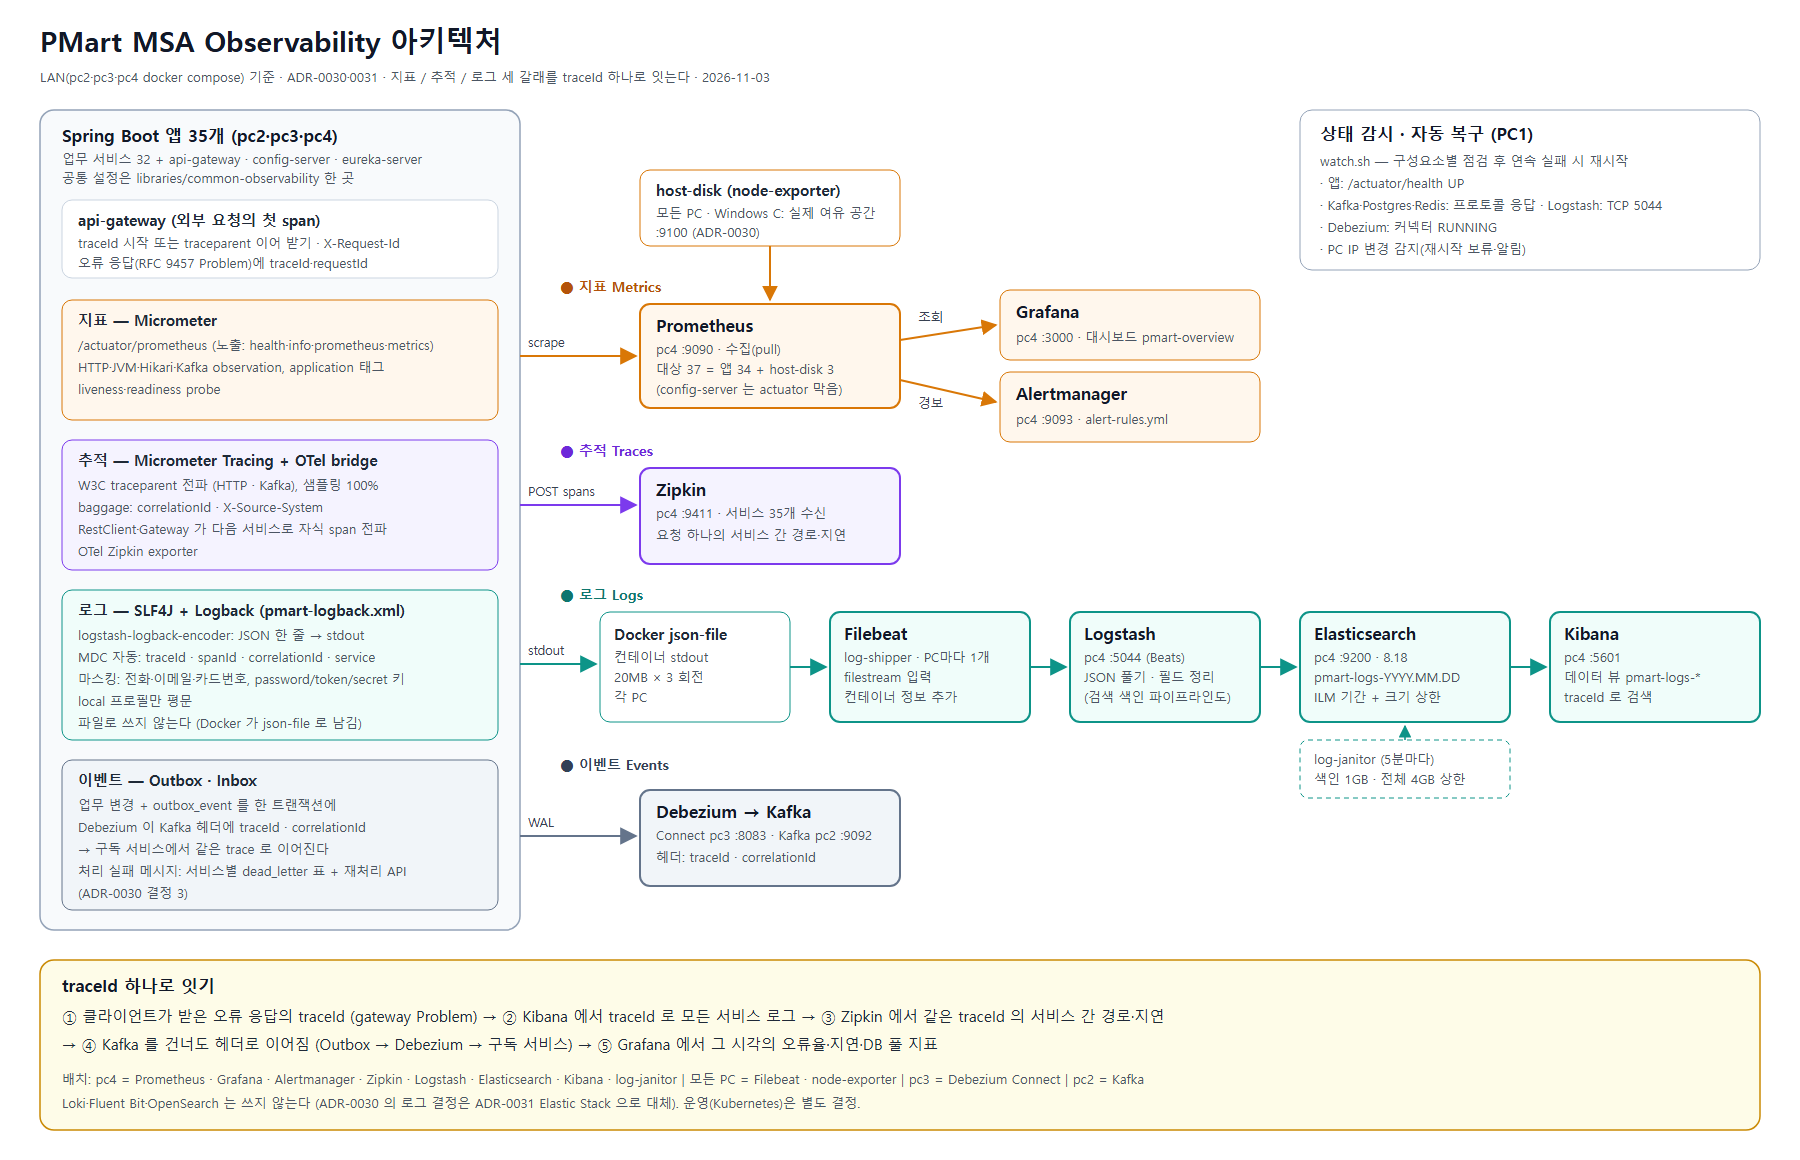 PMart MSA Observability 아키텍처
LAN(pc2·pc3·pc4 docker compose) 기준 · ADR-0030·0031 · 지표 / 추적 / 로그 세 갈래를 traceId 하나로 잇는다 · 2026-11-03
Spring Boot 앱 35개 (pc2·pc3·pc4)
업무 서비스 32 + api-gateway · config-server · eureka-server
공통 설정은 libraries/common-observability 한 곳
api-gateway (외부 요청의 첫 span)
traceId 시작 또는 traceparent 이어 받기 · X-Request-Id
오류 응답(RFC 9457 Problem)에 traceId·requestId
지표 — Micrometer
/actuator/prometheus (노출: health·info·prometheus·metrics)
HTTP·JVM·Hikari·Kafka observation, application 태그
liveness·readiness probe
추적 — Micrometer Tracing + OTel bridge
W3C traceparent 전파 (HTTP · Kafka), 샘플링 100%
baggage: correlationId · X-Source-System
RestClient·Gateway 가 다음 서비스로 자식 span 전파
OTel Zipkin exporter
로그 — SLF4J + Logback (pmart-logback.xml)
logstash-logback-encoder: JSON 한 줄 → stdout
MDC 자동: traceId · spanId · correlationId · service
마스킹: 전화·이메일·카드번호, password/token/secret 키
local 프로필만 평문
파일로 쓰지 않는다 (Docker 가 json-file 로 남김)
이벤트 — Outbox · Inbox
업무 변경 + outbox_event 를 한 트랜잭션에
Debezium 이 Kafka 헤더에 traceId · correlationId
→ 구독 서비스에서 같은 trace 로 이어진다
처리 실패 메시지: 서비스별 dead_letter 표 + 재처리 API
(ADR-0030 결정 3)
host-disk (node-exporter)
모든 PC · Windows C: 실제 여유 공간
:9100 (ADR-0030)
● 지표 Metrics
scrape
Prometheus
pc4 :9090 · 수집(pull)
대상 37 = 앱 34 + host-disk 3
(config-server 는 actuator 막음)
조회
경보
Grafana
pc4 :3000 · 대시보드 pmart-overview
Alertmanager
pc4 :9093 · alert-rules.yml
상태 감시 · 자동 복구 (PC1)
watch.sh — 구성요소별 점검 후 연속 실패 시 재시작
· 앱: /actuator/health UP
· Kafka·Postgres·Redis: 프로토콜 응답 · Logstash: TCP 5044
· Debezium: 커넥터 RUNNING
· PC IP 변경 감지(재시작 보류·알림)
● 추적 Traces
POST spans
Zipkin
pc4 :9411 · 서비스 35개 수신
요청 하나의 서비스 간 경로·지연
● 로그 Logs
stdout
Docker json-file
컨테이너 stdout
20MB × 3 회전
각 PC
Filebeat
log-shipper · PC마다 1개
filestream 입력
컨테이너 정보 추가
Logstash
pc4 :5044 (Beats)
JSON 풀기 · 필드 정리
(검색 색인 파이프라인도)
Elasticsearch
pc4 :9200 · 8.18
pmart-logs-YYYY.MM.DD
ILM 기간 + 크기 상한
Kibana
pc4 :5601
데이터 뷰 pmart-logs-*
traceId 로 검색
log-janitor (5분마다)
색인 1GB · 전체 4GB 상한
● 이벤트 Events
WAL
Debezium → Kafka
Connect pc3 :8083 · Kafka pc2 :9092
헤더: traceId · correlationId
traceId 하나로 잇기
① 클라이언트가 받은 오류 응답의 traceId (gateway Problem) → ② Kibana 에서 traceId 로 모든 서비스 로그 → ③ Zipkin 에서 같은 traceId 의 서비스 간 경로·지연
→ ④ Kafka 를 건너도 헤더로 이어짐 (Outbox → Debezium → 구독 서비스) → ⑤ Grafana 에서 그 시각의 오류율·지연·DB 풀 지표
배치: pc4 = Prometheus · Grafana · Alertmanager · Zipkin · Logstash · Elasticsearch · Kibana · log-janitor | 모든 PC = Filebeat · node-exporter | pc3 = Debezium Connect | pc2 = Kafka
Loki·Fluent Bit·OpenSearch 는 쓰지 않는다 (ADR-0030 의 로그 결정은 ADR-0031 Elastic Stack 으로 대체). 운영(Kubernetes)은 별도 결정.